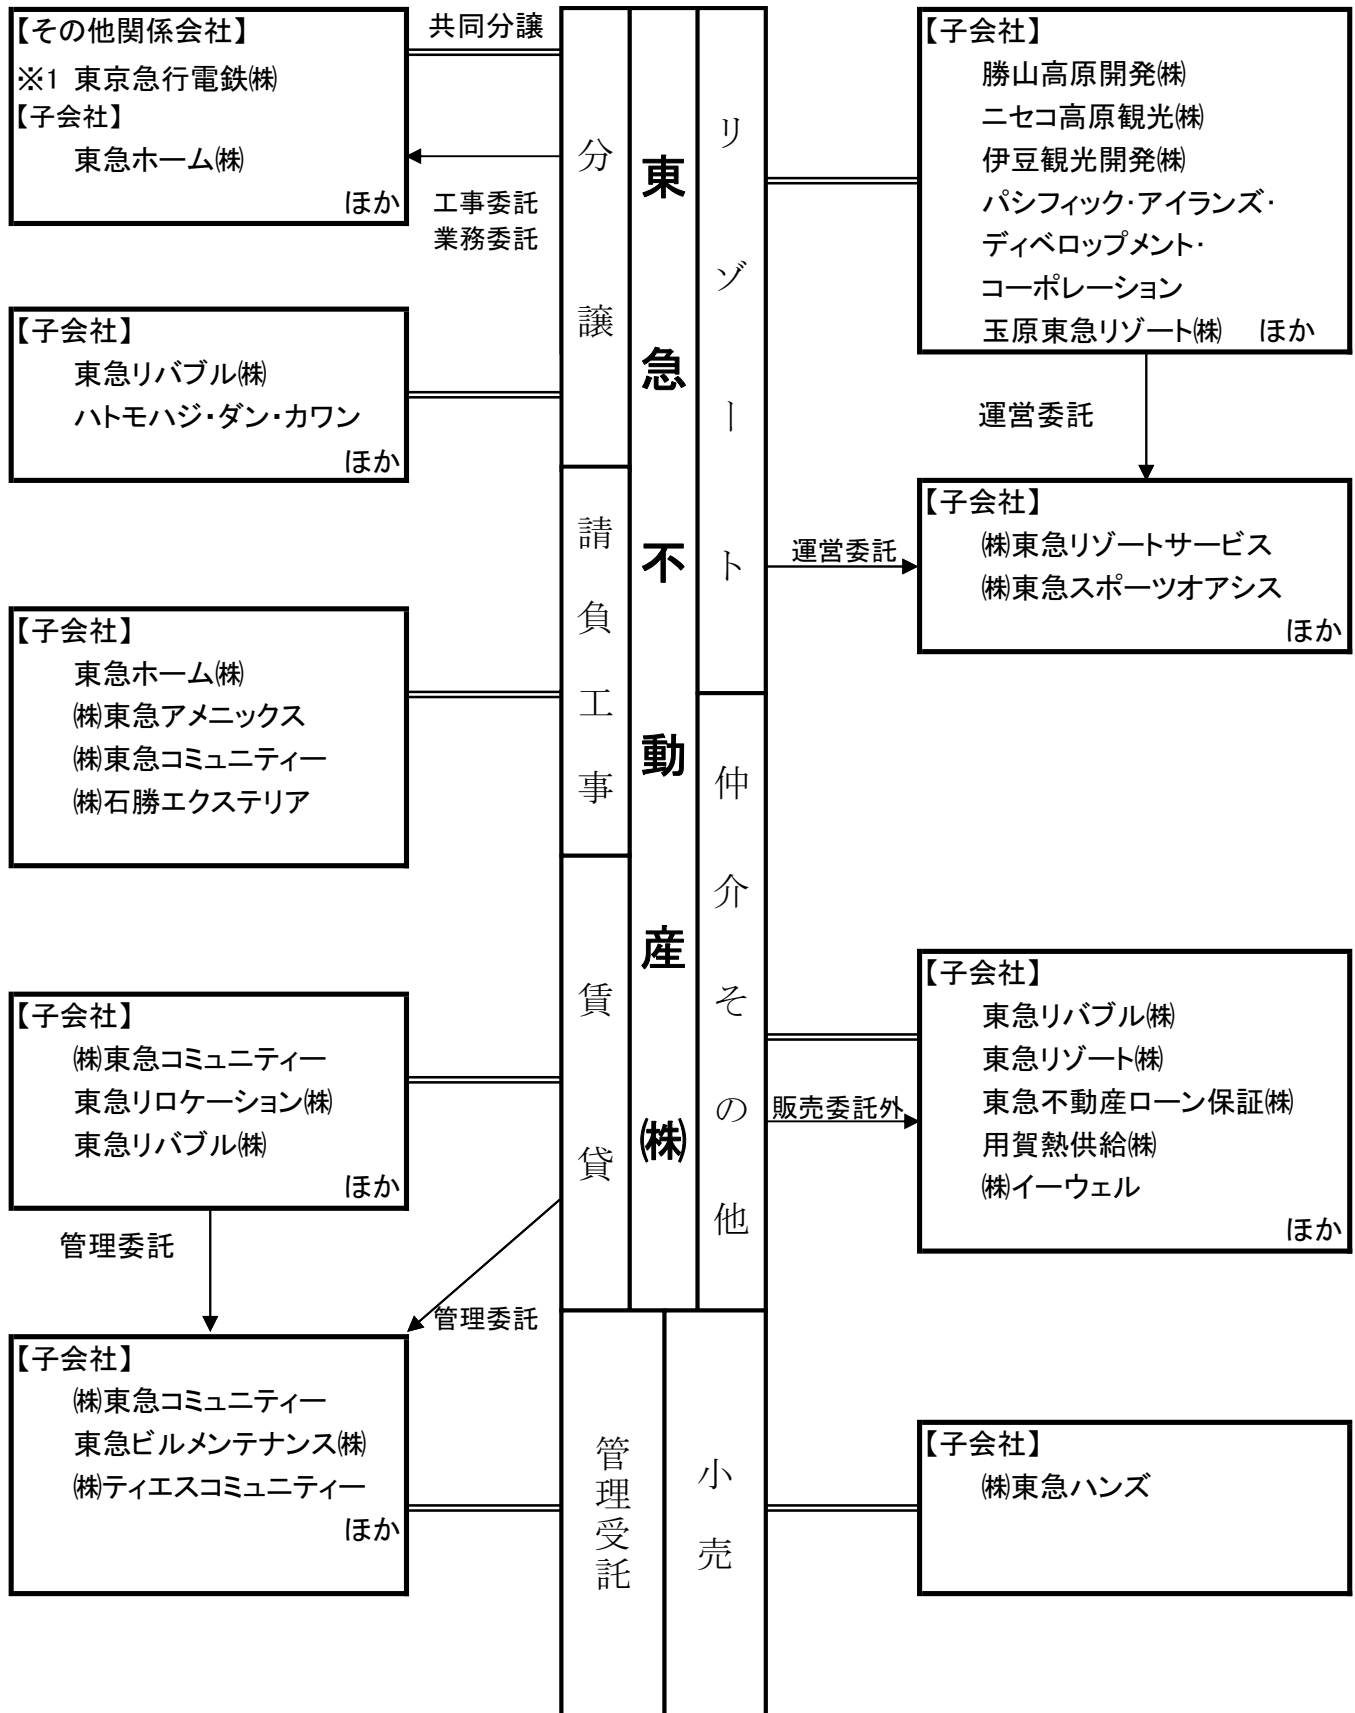 【その他関係会社】
※1 東京急行電鉄㈱
【子会社】
東急ホーム㈱
ほか
共同分譲
工事委託
業務委託
【子会社】
東急リバブル㈱
ハトモハジ・ダン・カワン
ほか
【子会社】
東急ホーム㈱
㈱東急アメニックス
㈱東急コミュニティー
㈱石勝エクステリア
【子会社】
㈱東急コミュニティー
東急リロケーション㈱
東急リバブル㈱
ほか
管理委託
管理委託
【子会社】
㈱東急コミュニティー
東急ビルメンテナンス㈱
㈱ティエスコミュニティー
ほか
分譲
請負工事
賃貸
東急不動産㈱
リゾート
仲介その他
管理受託
小売
【子会社】
勝山高原開発㈱
ニセコ高原観光㈱
伊豆観光開発㈱
パシフィック・アイランズ・
ディベロップメント・
コーポレーション
玉原東急リゾート㈱ ほか
運営委託
運営委託
【子会社】
㈱東急リゾートサービス
㈱東急スポーツオアシス
ほか
販売委託外
【子会社】
東急リバブル㈱
東急リゾート㈱
東急不動産ローン保証㈱
用賀熱供給㈱
㈱イーウェル
ほか
【子会社】
㈱東急ハンズ